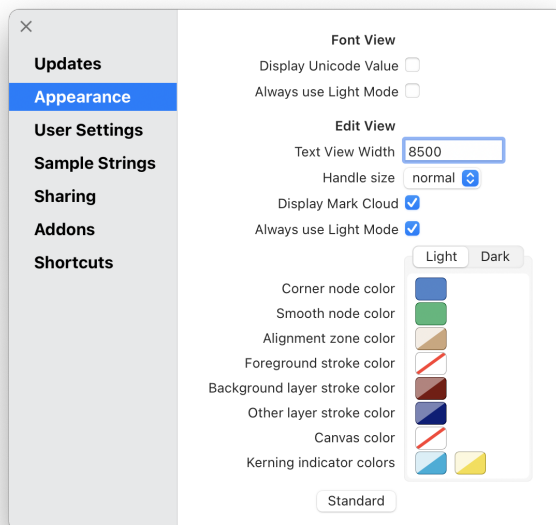 Updates
Appearance
User Settings
Sample Strings
Sharing
Addons
Shortcuts
Font View
Display Unicode Value
Always use Light Mode
Edit View
Text View Width 8500
Handle size normal
Display Mark Cloud
Always use Light Mode
Light Dark
Corner node color
Smooth node color
Alignment zone color
Foreground stroke color
Background layer stroke color
Other layer stroke color
Canvas color
Kerning indicator colors
Standard